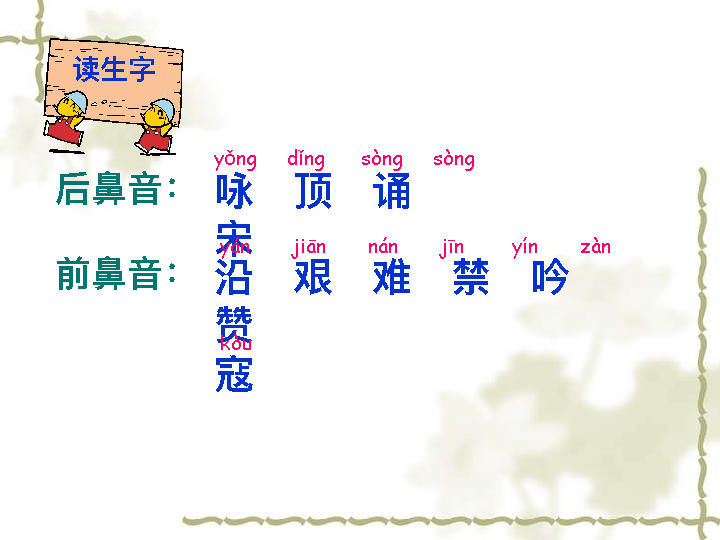 读生字
yǒng dǐng sòng sòng
后鼻音： 咏 顶 诵
宋
yán jiān nán jīn yín zàn
前鼻音： 沿 艰 难 禁 吟
赞
kòu
寇